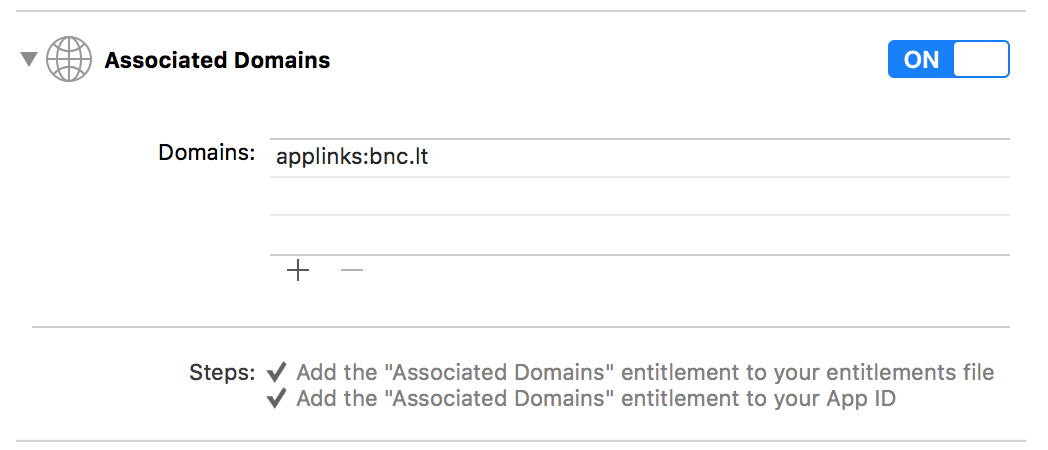 Associated Domains
ON
Domains:
applinks:bnc.lt
Steps:
Add the "Associated Domains" entitlement to your entitlements file
Add the "Associated Domains" entitlement to your App ID